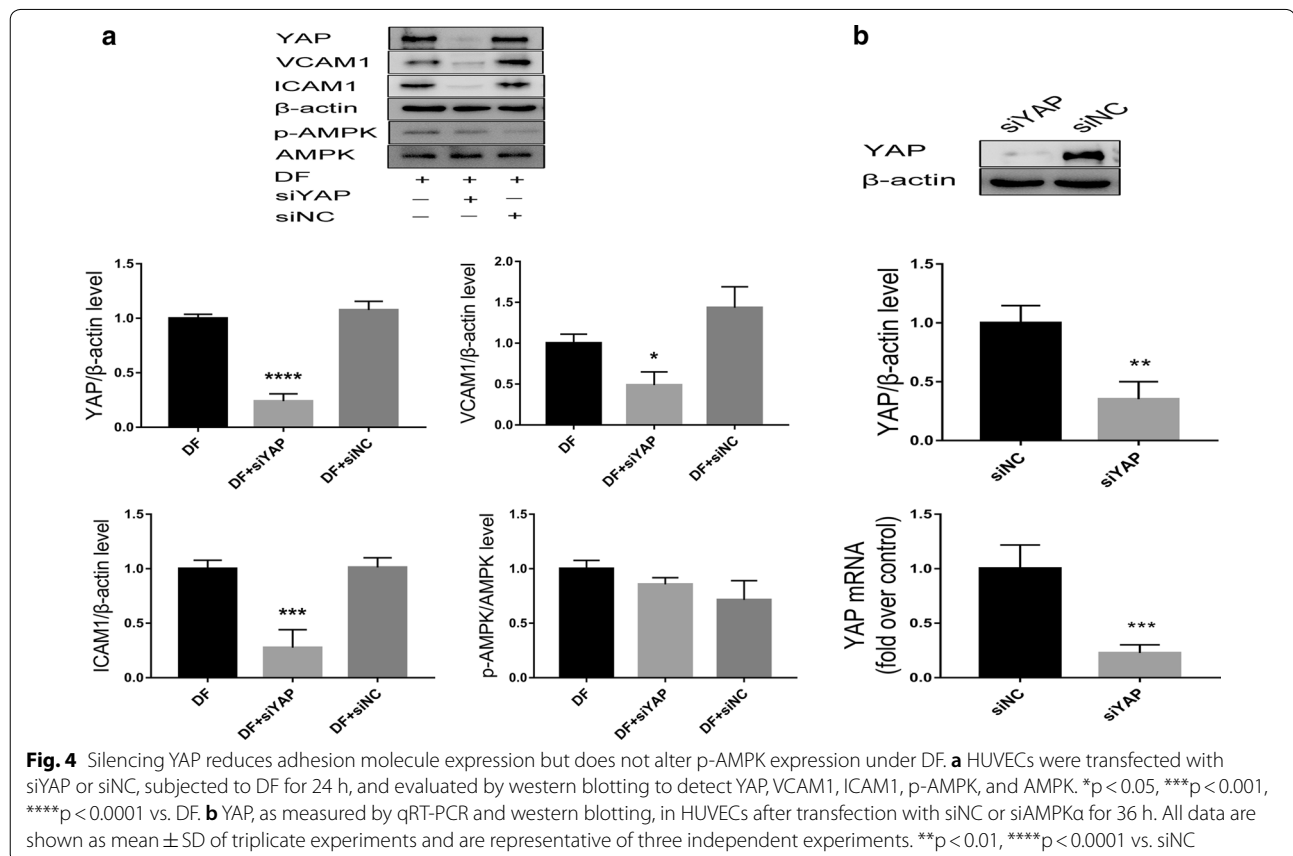 a
YAP
VCAM1
ICAM1
β-actin
p-AMPK
AMPK
DF + + +
siYAP — + —
siNC — — +
b
siYAP siNC
YAP
β-actin
YAP/β-actin level
1.5
1.0
0.5
0.0
****
DF DF+siYAP DF+siNC
VCAM1/β-actin level
2.0
1.5
1.0
0.5
0.0
*
DF DF+siYAP DF+siNC
YAP/β-actin level
1.5
1.0
0.5
0.0
**
siNC siYAP
ICAM1/β-actin level
1.5
1.0
0.5
0.0
***
DF DF+siYAP DF+siNC
p-AMPK/AMPK level
1.5
1.0
0.5
0.0
DF DF+siYAP DF+siNC
YAP mRNA
(fold over control)
1.5
1.0
0.5
0.0
***
siNC siYAP
Fig. 4 Silencing YAP reduces adhesion molecule expression but does not alter p-AMPK expression under DF. a HUVECs were transfected with
siYAP or siNC, subjected to DF for 24 h, and evaluated by western blotting to detect YAP, VCAM1, ICAM1, p-AMPK, and AMPK. *p < 0.05, ***p < 0.001,
****p < 0.0001 vs. DF. b YAP, as measured by qRT-PCR and western blotting, in HUVECs after transfection with siNC or siAMPKα for 36 h. All data are
shown as mean ± SD of triplicate experiments and are representative of three independent experiments. **p < 0.01, ****p < 0.0001 vs. siNC